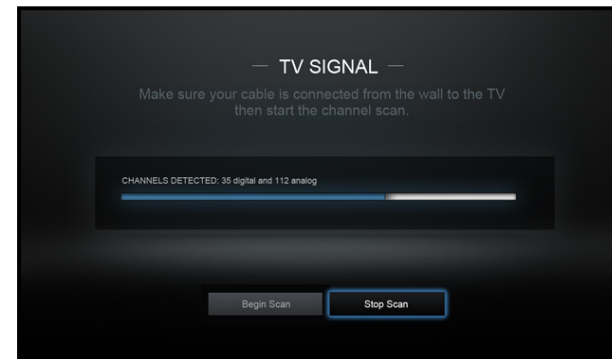 — TV SIGNAL —
Make sure your cable is connected from the wall to the TV
then start the channel scan.
CHANNELS DETECTED: 35 digital and 112 analog
Begin Scan
Stop Scan